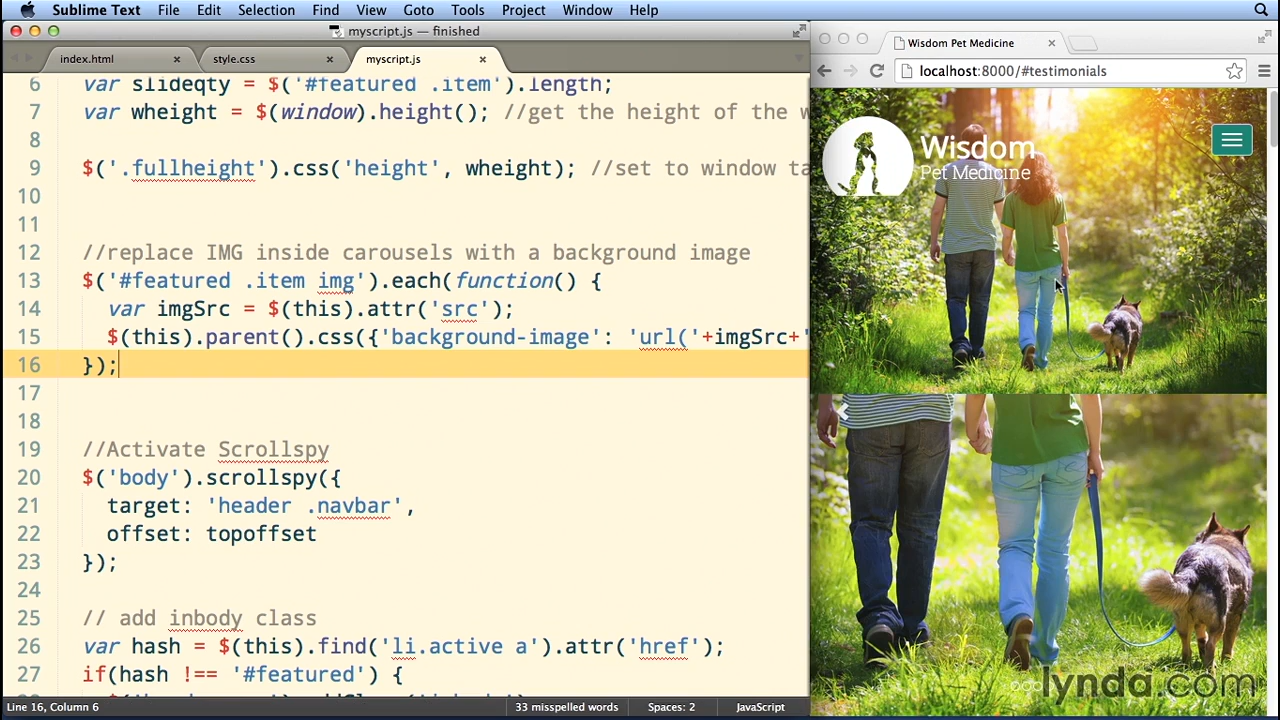 Sublime Text File Edit Selection Find View Goto Tools Project Window Help
myscript.js — finished
index.html × style.css × myscript.js ×
6 var slideqty = $('#featured .item').length;
7 var wheight = $(window).height(); //get the height of the w
8
9 $('.fullheight').css('height', wheight); //set to window ta
10
11
12 //replace IMG inside carousels with a background image
13 $('#featured .item img').each(function() {
14 var imgSrc = $(this).attr('src');
15 $(this).parent().css({'background-image': 'url('+imgSrc+'
16 });
17
18
19 //Activate Scrollspy
20 $('body').scrollspy({
21 target: 'header .navbar',
22 offset: topoffset
23 });
24
25 // add inbody class
26 var hash = $(this).find('li.active a').attr('href');
27 if(hash !== '#featured') {
Line 16, Column 6 33 misspelled words Spaces: 2 JavaScript
Wisdom Pet Medicine ×
localhost:8000/#testimonials
Wisdom
Pet Medicine
lynda.com